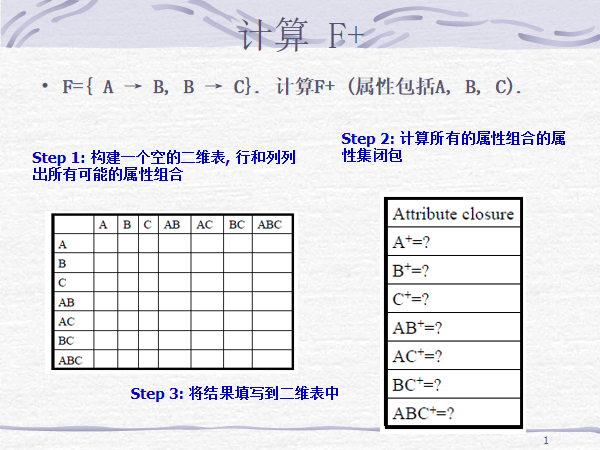 计算 F+
• F={ A → B, B → C}. 计算F+ (属性包括A, B, C).
Step 1: 构建一个空的二维表, 行和列列
出所有可能的属性组合
Step 2: 计算所有的属性组合的属
性集闭包
A B C AB AC BC ABC
A
B
C
AB
AC
BC
ABC
Attribute closure
A+=?
B+=?
C+=?
AB+=?
AC+=?
BC+=?
ABC+=?
Step 3: 将结果填写到二维表中
1